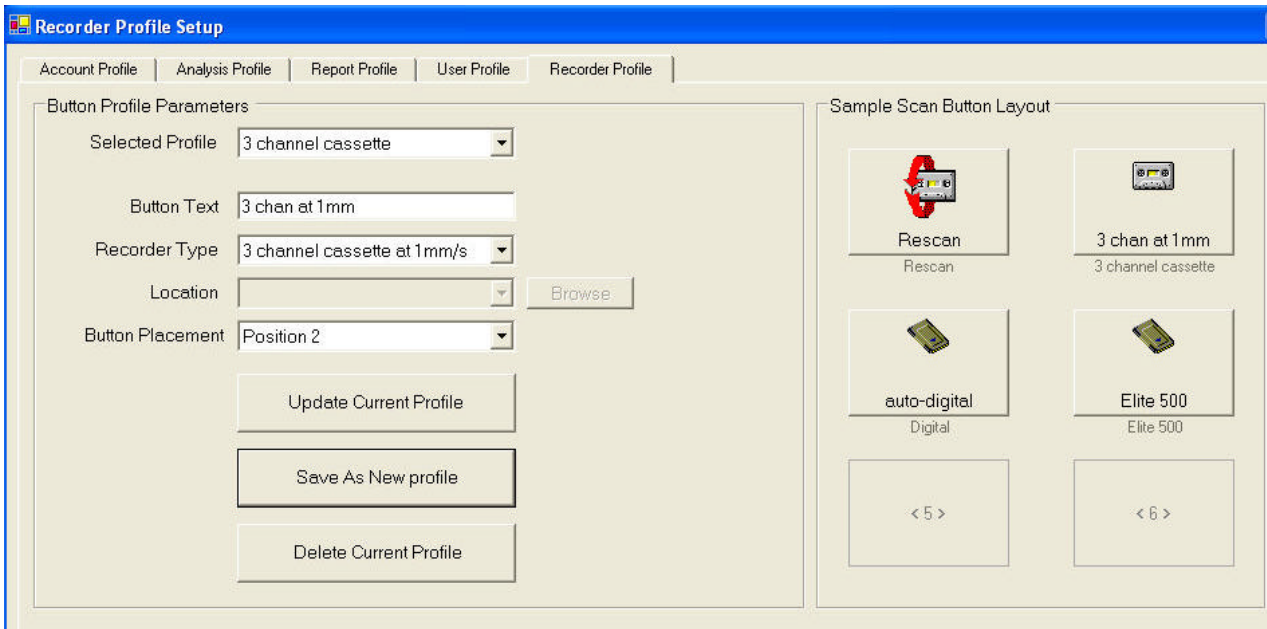 Recorder Profile Setup
Account Profile Analysis Profile Report Profile User Profile Recorder Profile
Button Profile Parameters
Selected Profile 3 channel cassette
Button Text 3 chan at 1mm
Recorder Type 3 channel cassette at 1mm/s
Location Browse
Button Placement Position 2
Update Current Profile
Save As New profile
Delete Current Profile
Sample Scan Button Layout
Rescan 3 chan at 1mm
Rescan 3 channel cassette
auto-digital Elite 500
Digital Elite 500
< 5 > < 6 >